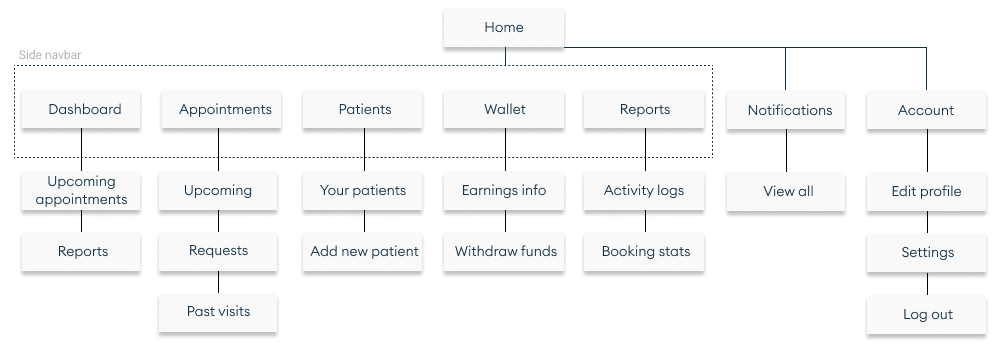 Home
Side navbar
Dashboard
Appointments
Patients
Wallet
Reports
Notifications
Account
Upcoming
appointments
Upcoming
Your patients
Earnings info
Activity logs
View all
Edit profile
Reports
Requests
Add new patient
Withdraw funds
Booking stats
Settings
Past visits
Log out